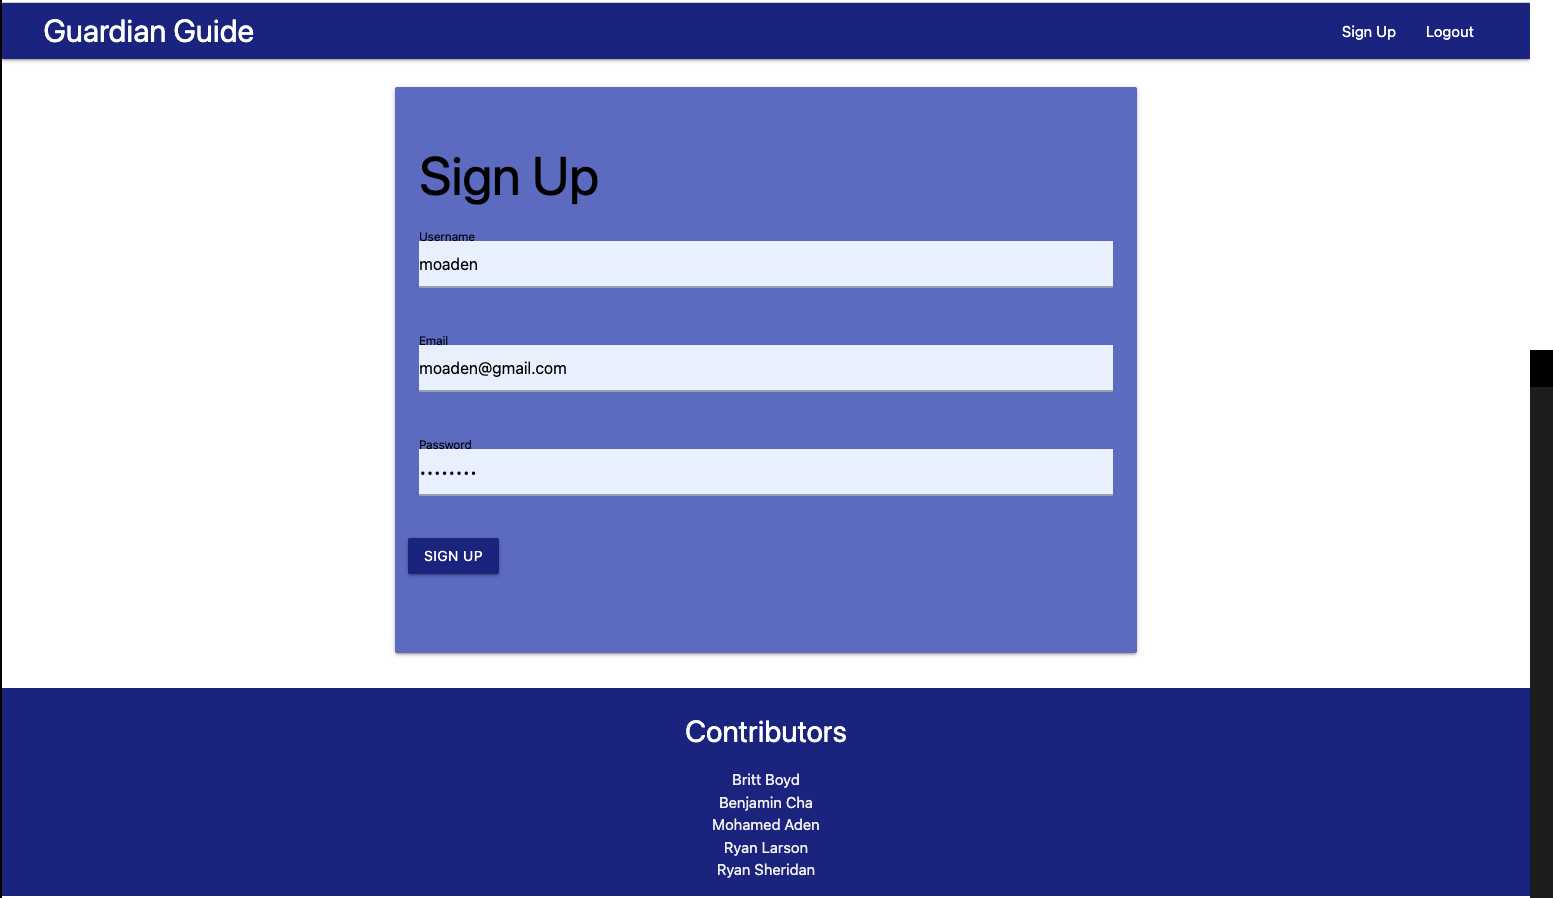 Guardian Guide
Sign Up
Logout
Sign Up
Username
moaden
Email
moaden@gmail.com
Password
••••••••
SIGN UP
Contributors
Britt Boyd
Benjamin Cha
Mohamed Aden
Ryan Larson
Ryan Sheridan